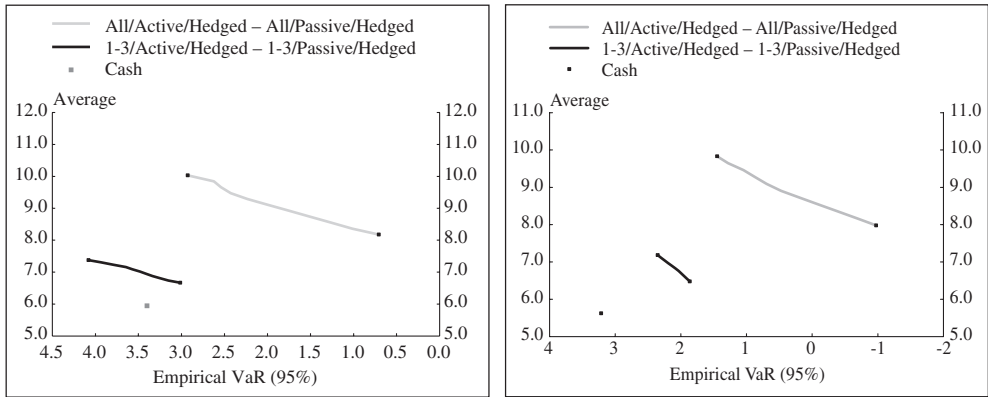 All/Active/Hedged – All/Passive/Hedged
1-3/Active/Hedged – 1-3/Passive/Hedged
Cash
Average
12.0 12.0
11.0 11.0
10.0 10.0
9.0 9.0
8.0 8.0
7.0 7.0
6.0 6.0
5.0 5.0
4.5 4.0 3.5 3.0 2.5 2.0 1.5 1.0 0.5 0.0
Empirical VaR (95%)
All/Active/Hedged – All/Passive/Hedged
1-3/Active/Hedged – 1-3/Passive/Hedged
Cash
Average
11.0 11.0
10.0 10.0
9.0 9.0
8.0 8.0
7.0 7.0
6.0 6.0
5.0 5.0
4 3 2 1 0 -1 -2
Empirical VaR (95%)